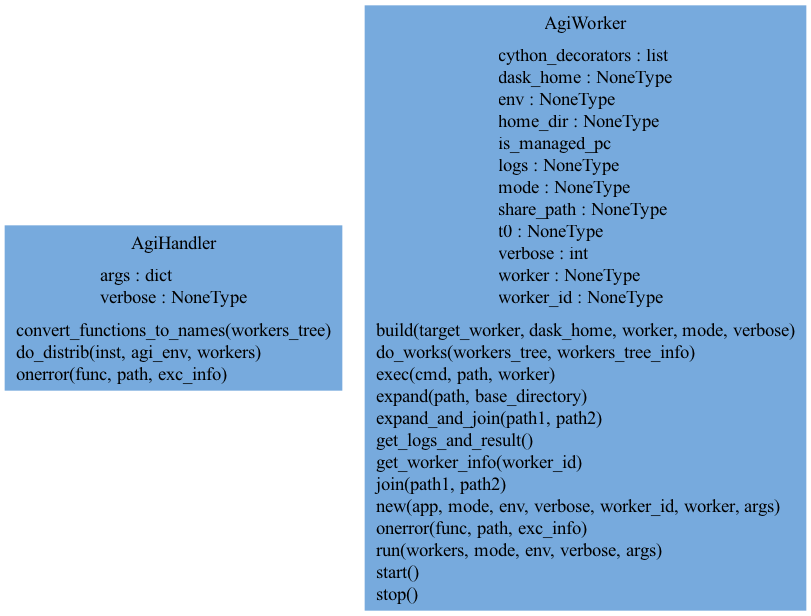 AgiHandler
args : dict
verbose : NoneType
convert_functions_to_names(workers_tree)
do_distrib(inst, agi_env, workers)
onerror(func, path, exc_info)
AgiWorker
cython_decorators : list
dask_home : NoneType
env : NoneType
home_dir : NoneType
is_managed_pc
logs : NoneType
mode : NoneType
share_path : NoneType
t0 : NoneType
verbose : int
worker : NoneType
worker_id : NoneType
build(target_worker, dask_home, worker, mode, verbose)
do_works(workers_tree, workers_tree_info)
exec(cmd, path, worker)
expand(path, base_directory)
expand_and_join(path1, path2)
get_logs_and_result()
get_worker_info(worker_id)
join(path1, path2)
new(app, mode, env, verbose, worker_id, worker, args)
onerror(func, path, exc_info)
run(workers, mode, env, verbose, args)
start()
stop()